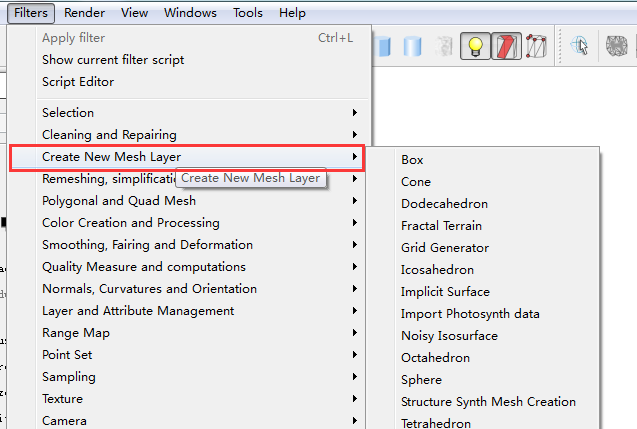 Filters Render View Windows Tools Help
Apply filter Ctrl+L
Show current filter script
Script Editor
Selection
Cleaning and Repairing
Create New Mesh Layer
Remeshing, simplificatio
Create New Mesh Layer
Polygonal and Quad Mesh
Color Creation and Processing
Smoothing, Fairing and Deformation
Quality Measure and computations
Normals, Curvatures and Orientation
Layer and Attribute Management
Range Map
Point Set
Sampling
Texture
Camera
Box
Cone
Dodecahedron
Fractal Terrain
Grid Generator
Icosahedron
Implicit Surface
Import Photosynth data
Noisy Isosurface
Octahedron
Sphere
Structure Synth Mesh Creation
Tetrahedron